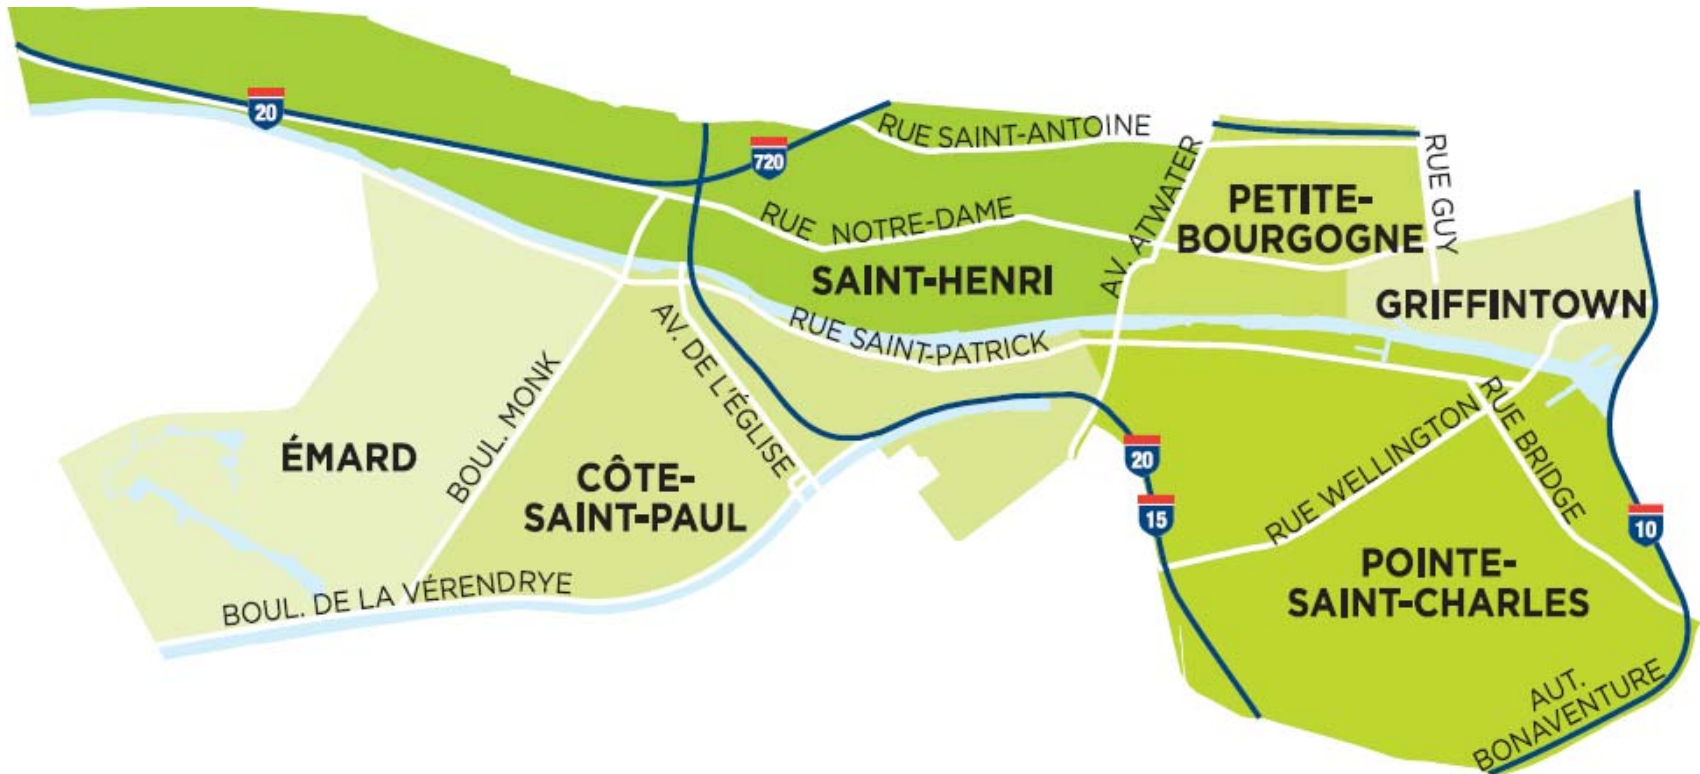 20
720
RUE SAINT-ANTOINE
AV. ATWATER
RUE GUY
PETITE-
BOURGOGNE
RUE NOTRE-DAME
SAINT-HENRI
GRIFFINTOWN
RUE SAINT-PATRICK
AV. DE L'ÉGLISE
BOUL. MONK
ÉMARD
CÔTE-
SAINT-PAUL
BOUL. DE LA VÉRENDRYE
20
15
RUE WELLINGTON
RUE BRIDGE
10
POINTE-
SAINT-CHARLES
AUT.
BONAVENTURE